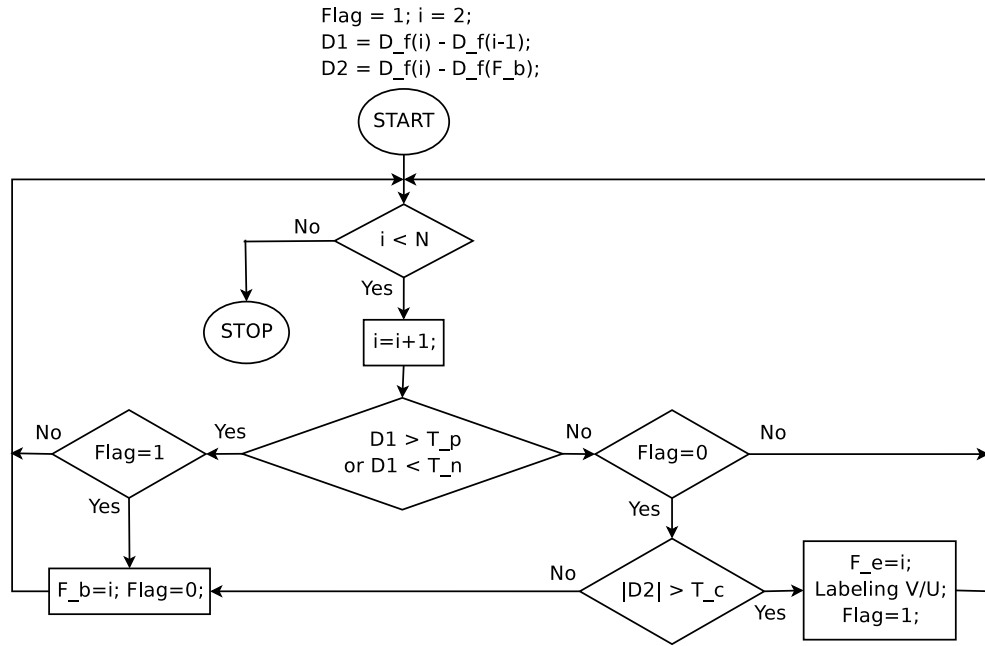 Flag = 1; i = 2;
D1 = D_f(i) - D_f(i-1);
D2 = D_f(i) - D_f(F_b);
START
No
i < N
Yes
STOP
i=i+1;
No
Flag=1
Yes
D1 > T_p
or D1 < T_n
No
Flag=0
No
Yes
Yes
F_b=i; Flag=0;
No
|D2| > T_c
Yes
F_e=i;
Labeling V/U;
Flag=1;